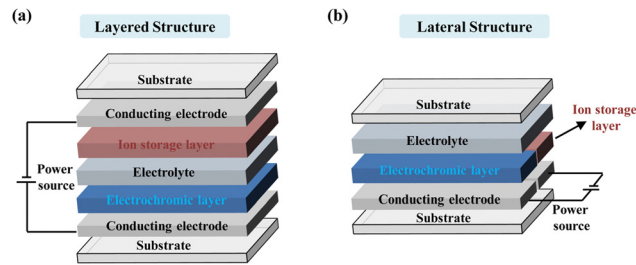 (a)
Layered Structure
Substrate
Conducting electrode
Ion storage layer
Power
source
Electrolyte
Electrochromic layer
Conducting electrode
Substrate
(b)
Lateral Structure
Substrate
Ion storage
layer
Electrolyte
Electrochromic layer
Conducting electrode
Power
source
Substrate